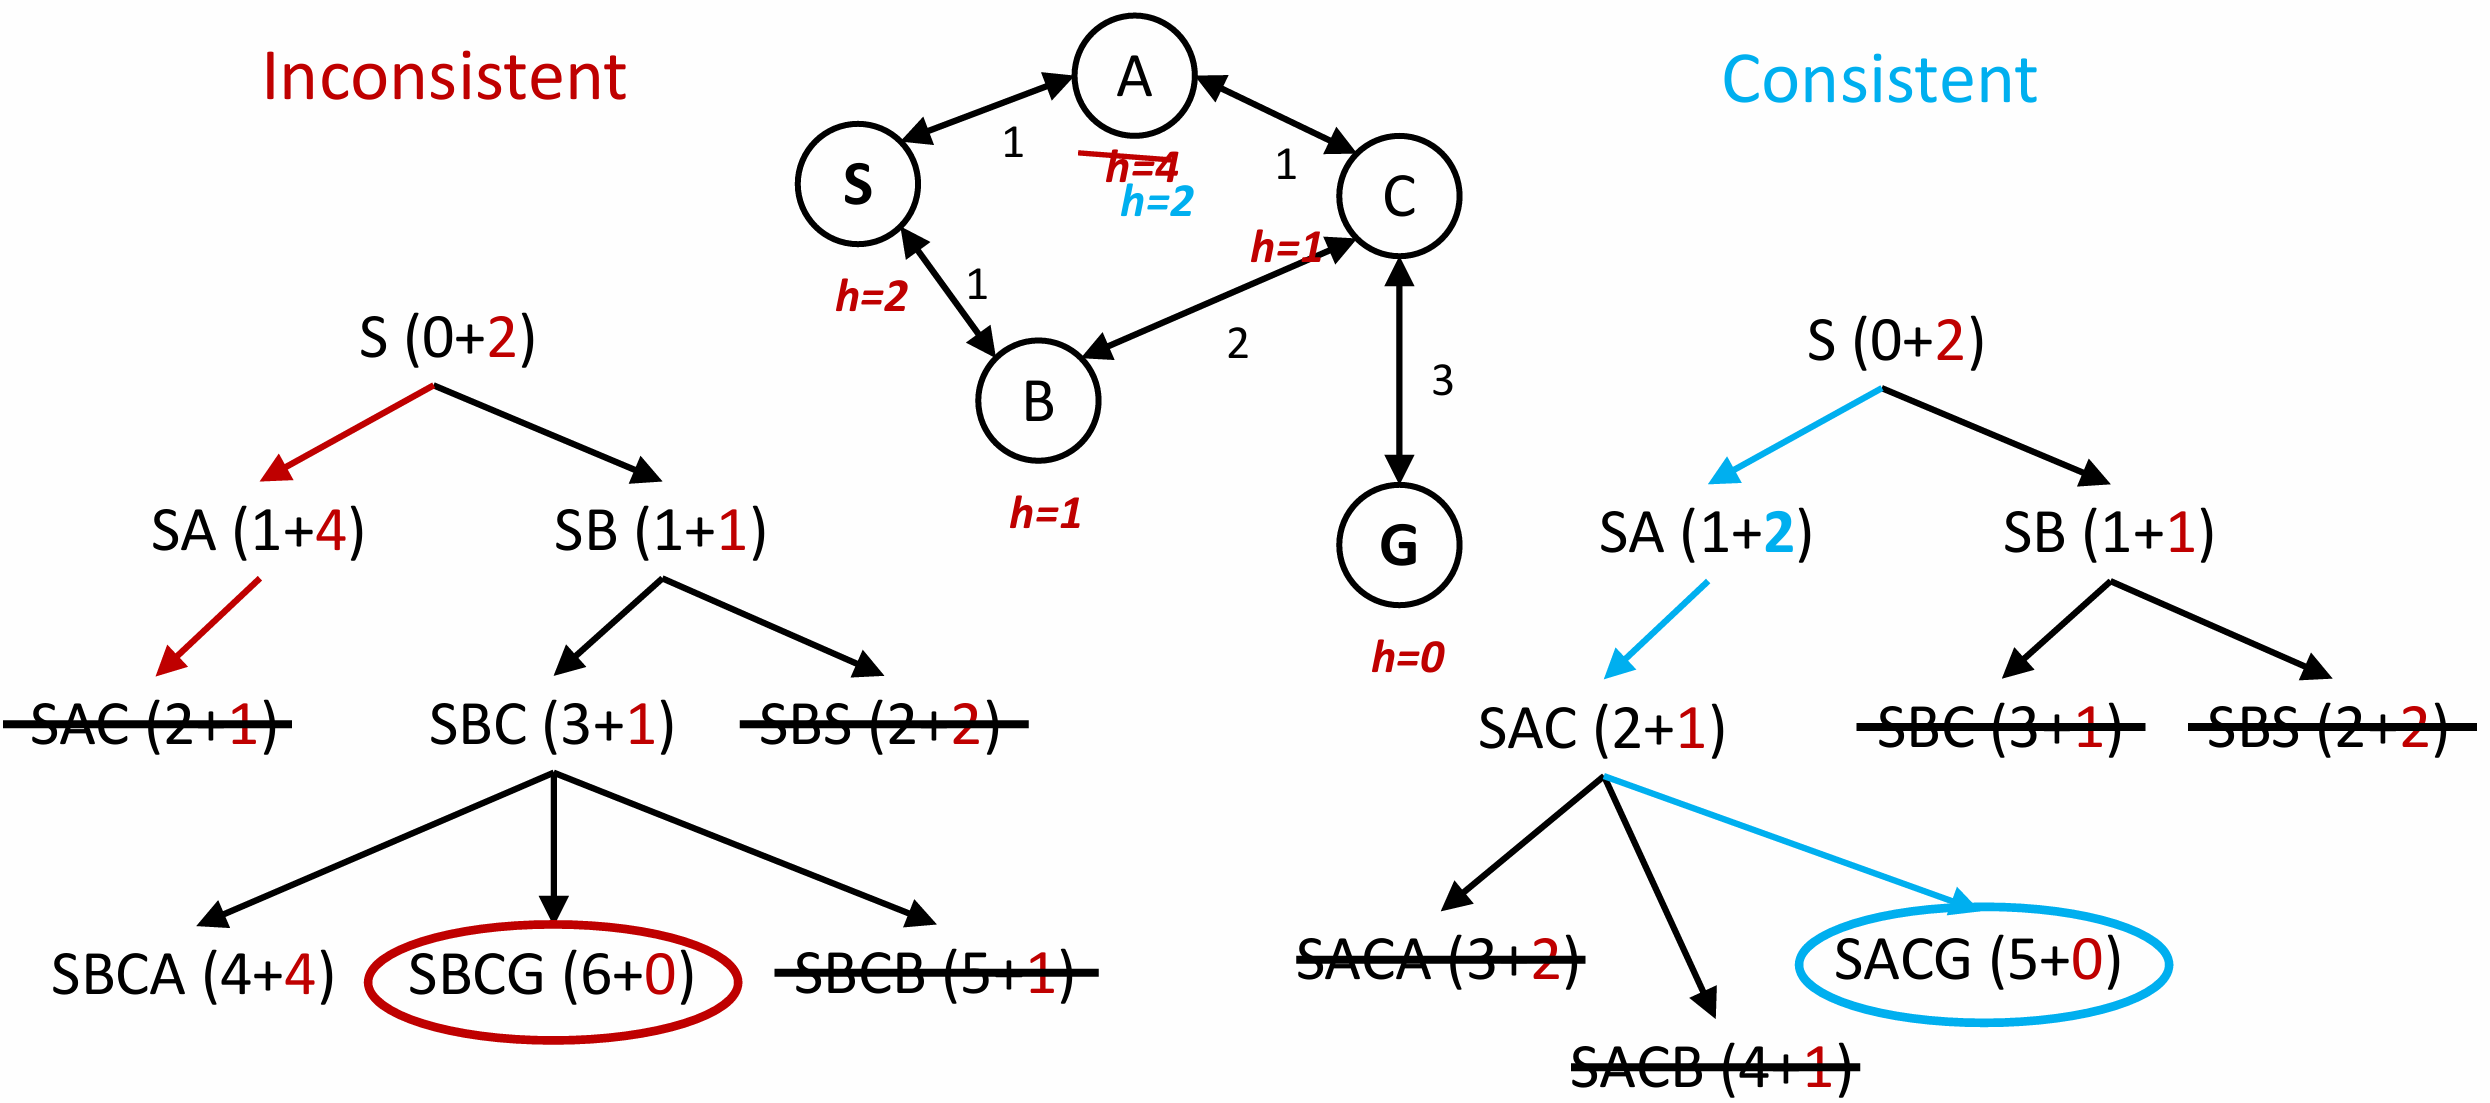 Inconsistent
Consistent
A
1
1
h=4
h=2
S
C
h=1
h=2
1
2
B
3
h=1
G
h=0
S (0+2)
SA (1+4)
SB (1+1)
SAC (2+1)
SBC (3+1)
SBS (2+2)
SBCA (4+4)
SBCG (6+0)
SBCB (5+1)
S (0+2)
SA (1+2)
SB (1+1)
SAC (2+1)
SBC (3+1)
SBS (2+2)
SACA (3+2)
SACG (5+0)
SACB (4+1)